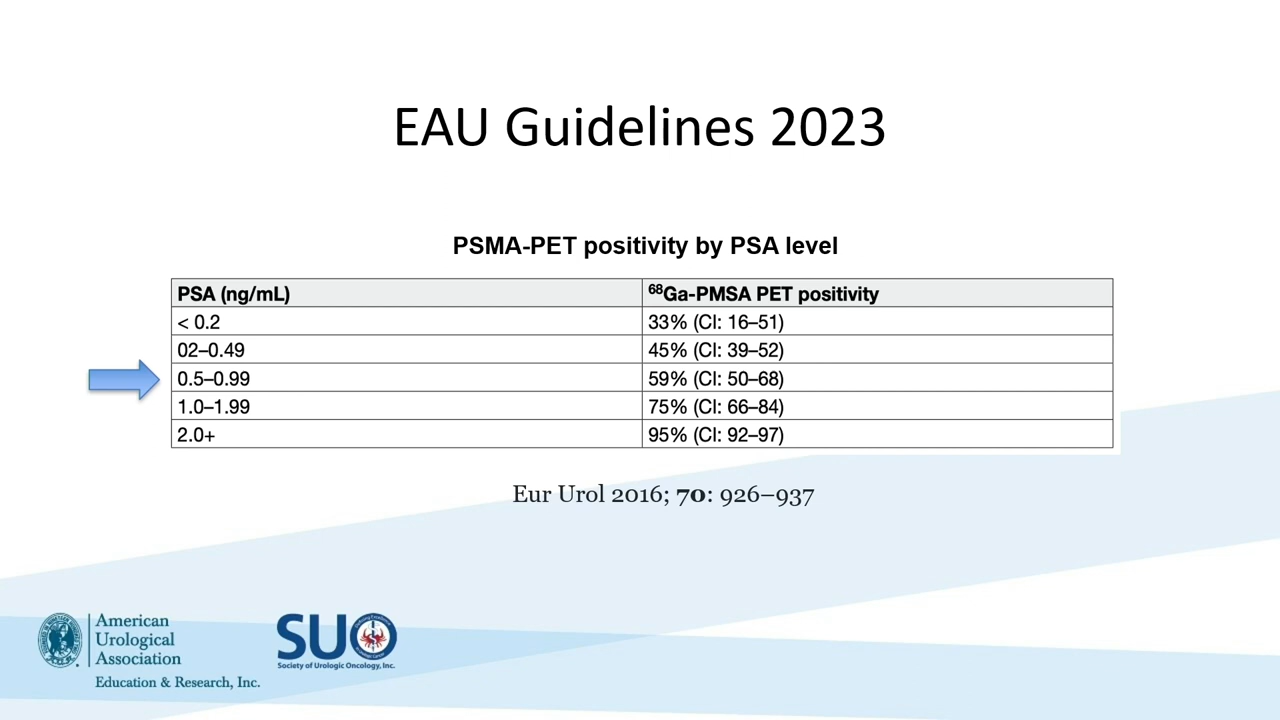 EAU Guidelines 2023
PSMA-PET positivity by PSA level
PSA (ng/mL) ⁶⁸Ga-PMSA PET positivity
< 0.2 33% (CI: 16–51)
02–0.49 45% (CI: 39–52)
0.5–0.99 59% (CI: 50–68)
1.0–1.99 75% (CI: 66–84)
2.0+ 95% (CI: 92–97)
Eur Urol 2016; 70: 926–937
American
Urological
Association
Education & Research, Inc.
SUO
Society of Urologic Oncology, Inc.